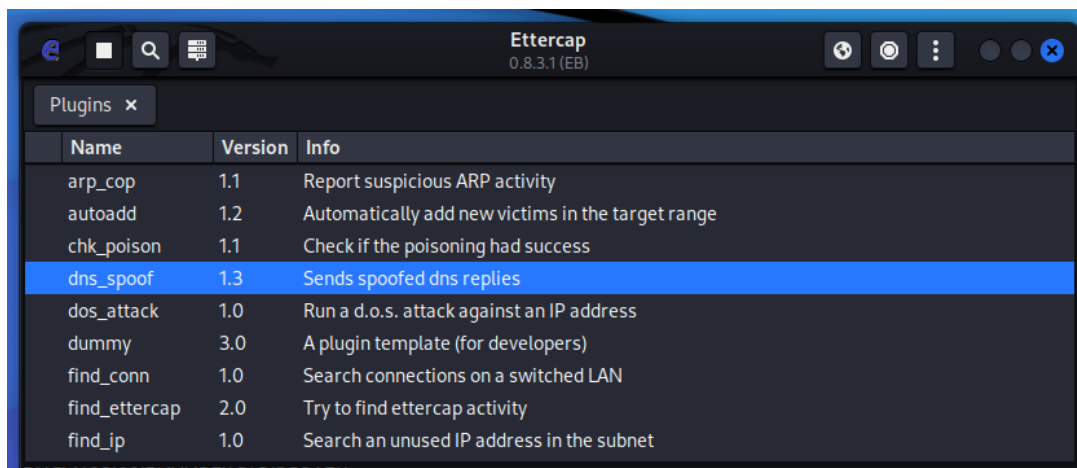 Ettercap
0.8.3.1 (EB)
Plugins
Name Version Info
arp_cop 1.1 Report suspicious ARP activity
autoadd 1.2 Automatically add new victims in the target range
chk_poison 1.1 Check if the poisoning had success
dns_spoof 1.3 Sends spoofed dns replies
dos_attack 1.0 Run a d.o.s. attack against an IP address
dummy 3.0 A plugin template (for developers)
find_conn 1.0 Search connections on a switched LAN
find_ettercap 2.0 Try to find ettercap activity
find_ip 1.0 Search an unused IP address in the subnet